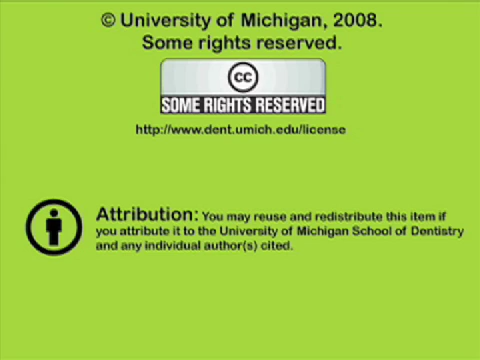 © University of Michigan, 2008.
Some rights reserved.
cc
SOME RIGHTS RESERVED
http://www.dent.umich.edu/license
Attribution: You may reuse and redistribute this item if
you attribute it to the University of Michigan School of Dentistry
and any individual author(s) cited.